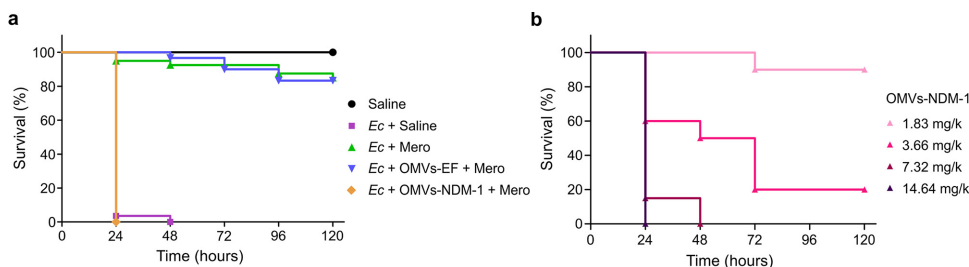 a
Survival (%)
100
80
60
40
20
0
0 24 48 72 96 120
Time (hours)
Saline
Ec + Saline
Ec + Mero
Ec + OMVs-EF + Mero
Ec + OMVs-NDM-1 + Mero
b
Survival (%)
100
80
60
40
20
0
0 24 48 72 96 120
Time (hours)
OMVs-NDM-1
1.83 mg/k
3.66 mg/k
7.32 mg/k
14.64 mg/k